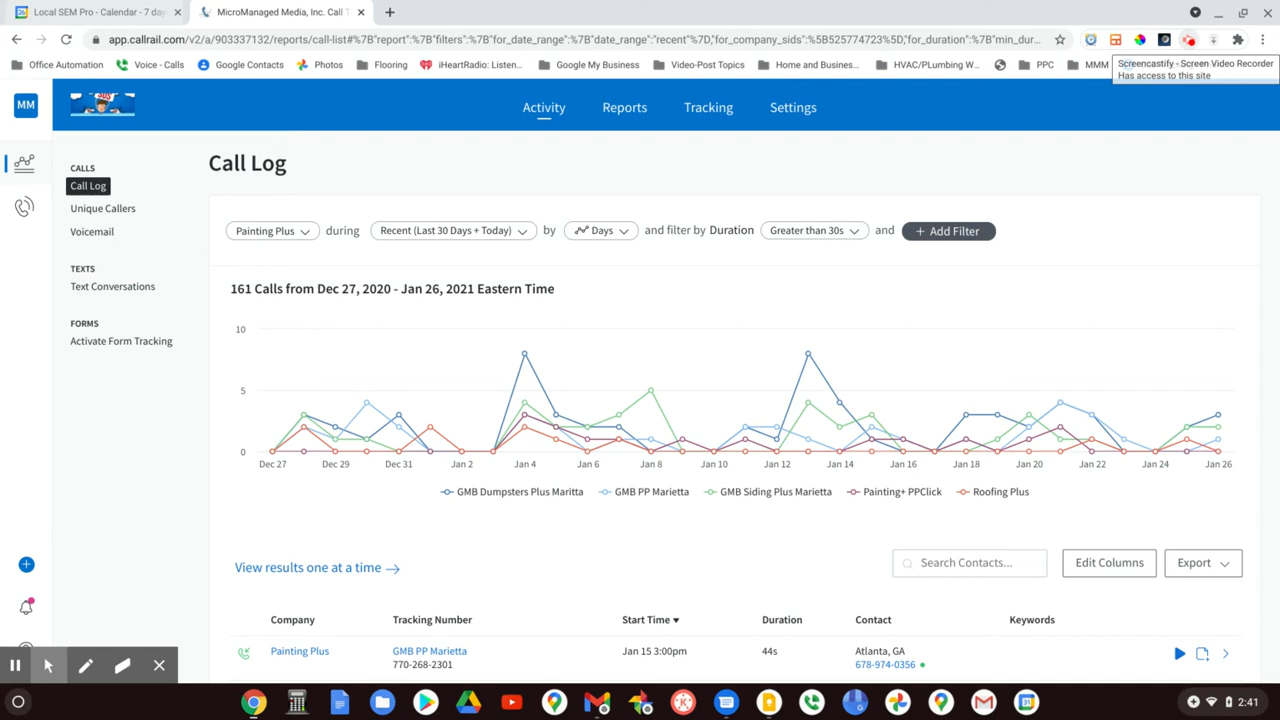 Local SEM Pro - Calendar - 7 day
MicroManaged Media, Inc. Call T
app.callrail.com/v2/a/903337132/reports/call-list#%7B"report":%7B"filters":%7B"for_date_range":%7B"date_range":"recent"%7D,"for_company_sids":%5B525774723%5D,"for_duration":%7B"min_dur...
Office Automation
Voice - Calls
Google Contacts
Photos
Flooring
iHeartRadio: Listen...
Google My Business
Video-Post Topics
Home and Busines...
HVAC/PLumbing W...
PPC
MMM
Screencastify - Screen Video Recorder
Has access to this site
MM
SOS
Activity
Reports
Tracking
Settings
CALLS
Call Log
Unique Callers
Voicemail
TEXTS
Text Conversations
FORMS
Activate Form Tracking
Call Log
Painting Plus during Recent (Last 30 Days + Today) by Days and filter by Duration Greater than 30s and + Add Filter
161 Calls from Dec 27, 2020 - Jan 26, 2021 Eastern Time
10
5
0
Dec 27 Dec 29 Dec 31 Jan 2 Jan 4 Jan 6 Jan 8 Jan 10 Jan 12 Jan 14 Jan 16 Jan 18 Jan 20 Jan 22 Jan 24 Jan 26
GMB Dumpsters Plus Maritta GMB PP Marietta GMB Siding Plus Marietta Painting+ PPClick Roofing Plus
View results one at a time
Search Contacts...
Edit Columns
Export
Company Tracking Number Start Time Duration Contact Keywords
Painting Plus GMB PP Marietta Jan 15 3:00pm 44s Atlanta, GA
770-268-2301 678-974-0356
2:41